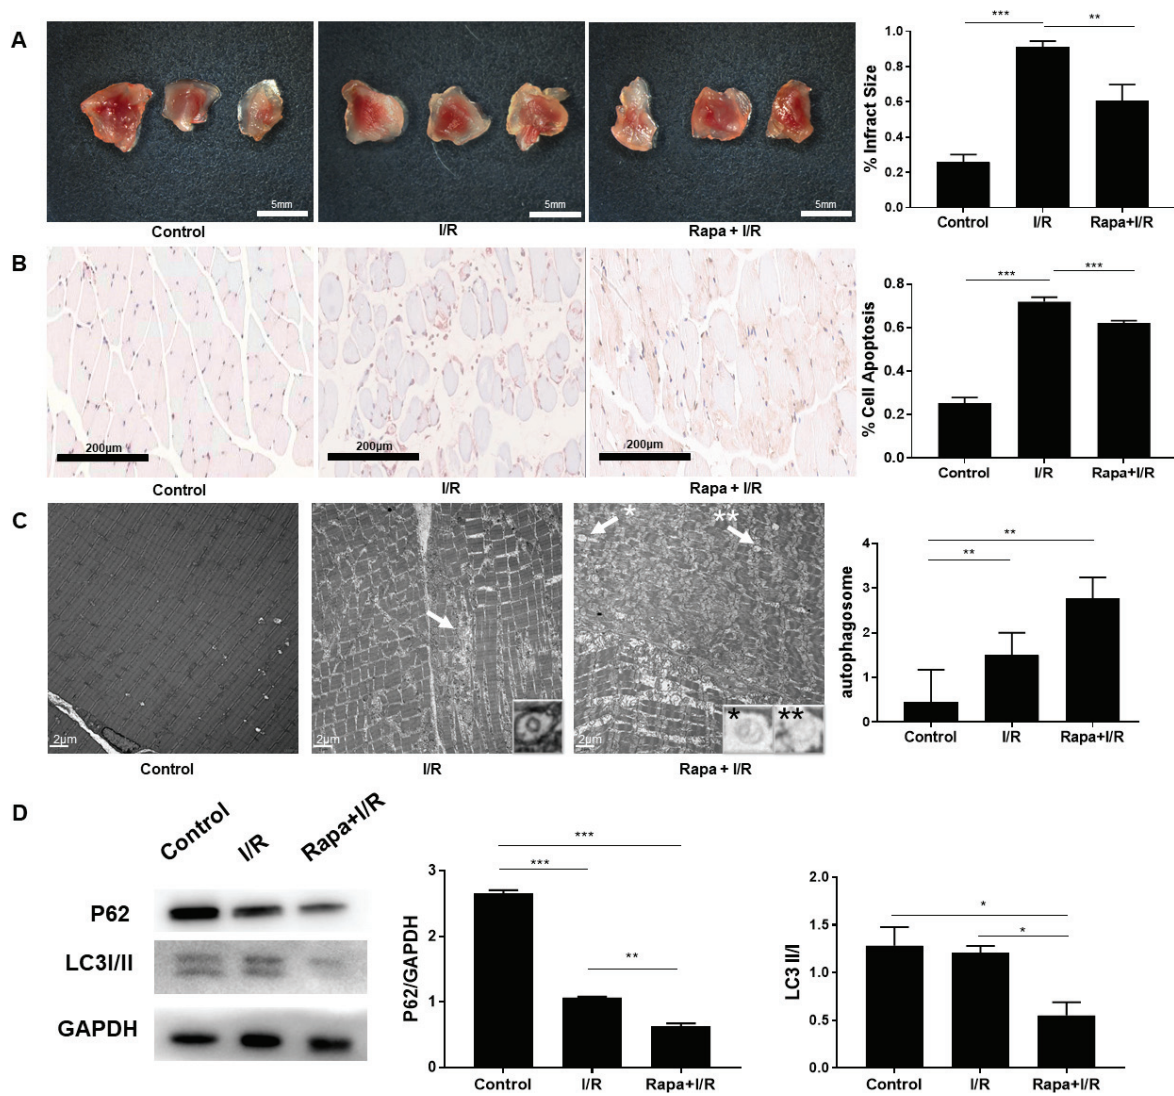 A
5mm
5mm
5mm
Control
I/R
Rapa + I/R
% Infract Size
1.0
0.8
0.6
0.4
0.2
***
**
Control
I/R
Rapa+I/R
B
200µm
200µm
200µm
Control
I/R
Rapa + I/R
% Cell Apoptosis
0.8
0.6
0.4
0.2
0.0
***
***
Control
I/R
Rapa+I/R
C
2µm
2µm
*
**
*
**
2µm
Control
I/R
Rapa + I/R
autophagosome
4
3
2
1
0
**
**
Control
I/R
Rapa+I/R
D
Control
I/R
Rapa+I/R
P62
LC3I/II
GAPDH
P62/GAPDH
3
2
1
0
***
***
**
Control
I/R
Rapa+I/R
LC3 II/I
2.0
1.5
1.0
0.5
0.0
*
*
Control
I/R
Rapa+I/R